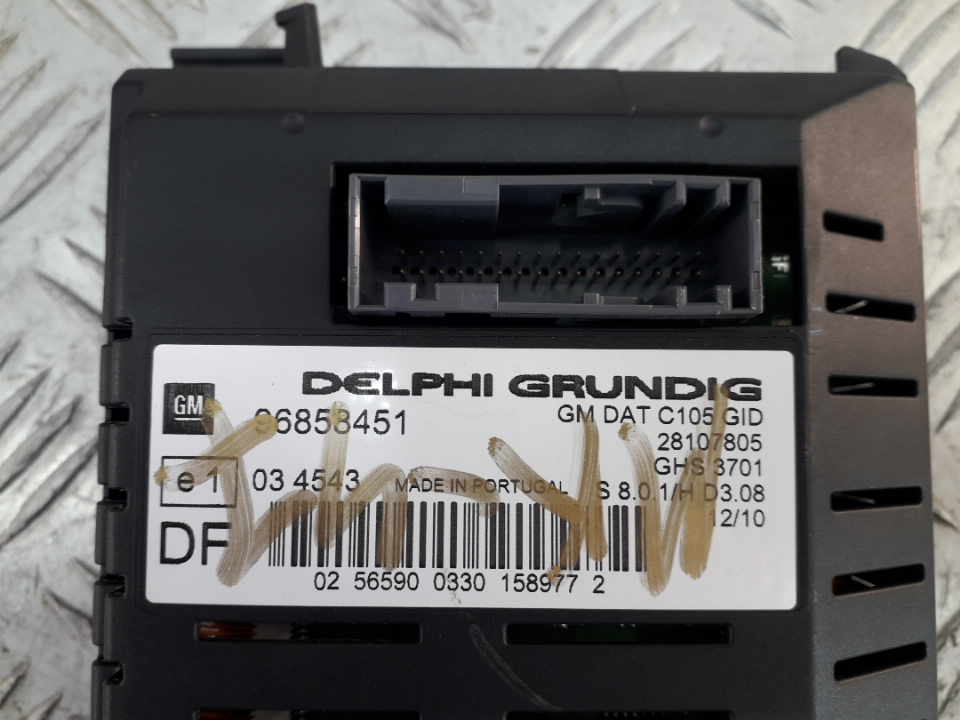 DELPHI GRUNDIG
GM 96858451 GM DAT C105 GID
28107805
GHS 3701
e 1 03 4543 MADE IN PORTUGAL S 8.0.1/H D3.08
DF 12/10
02 56590 0330 158977 2